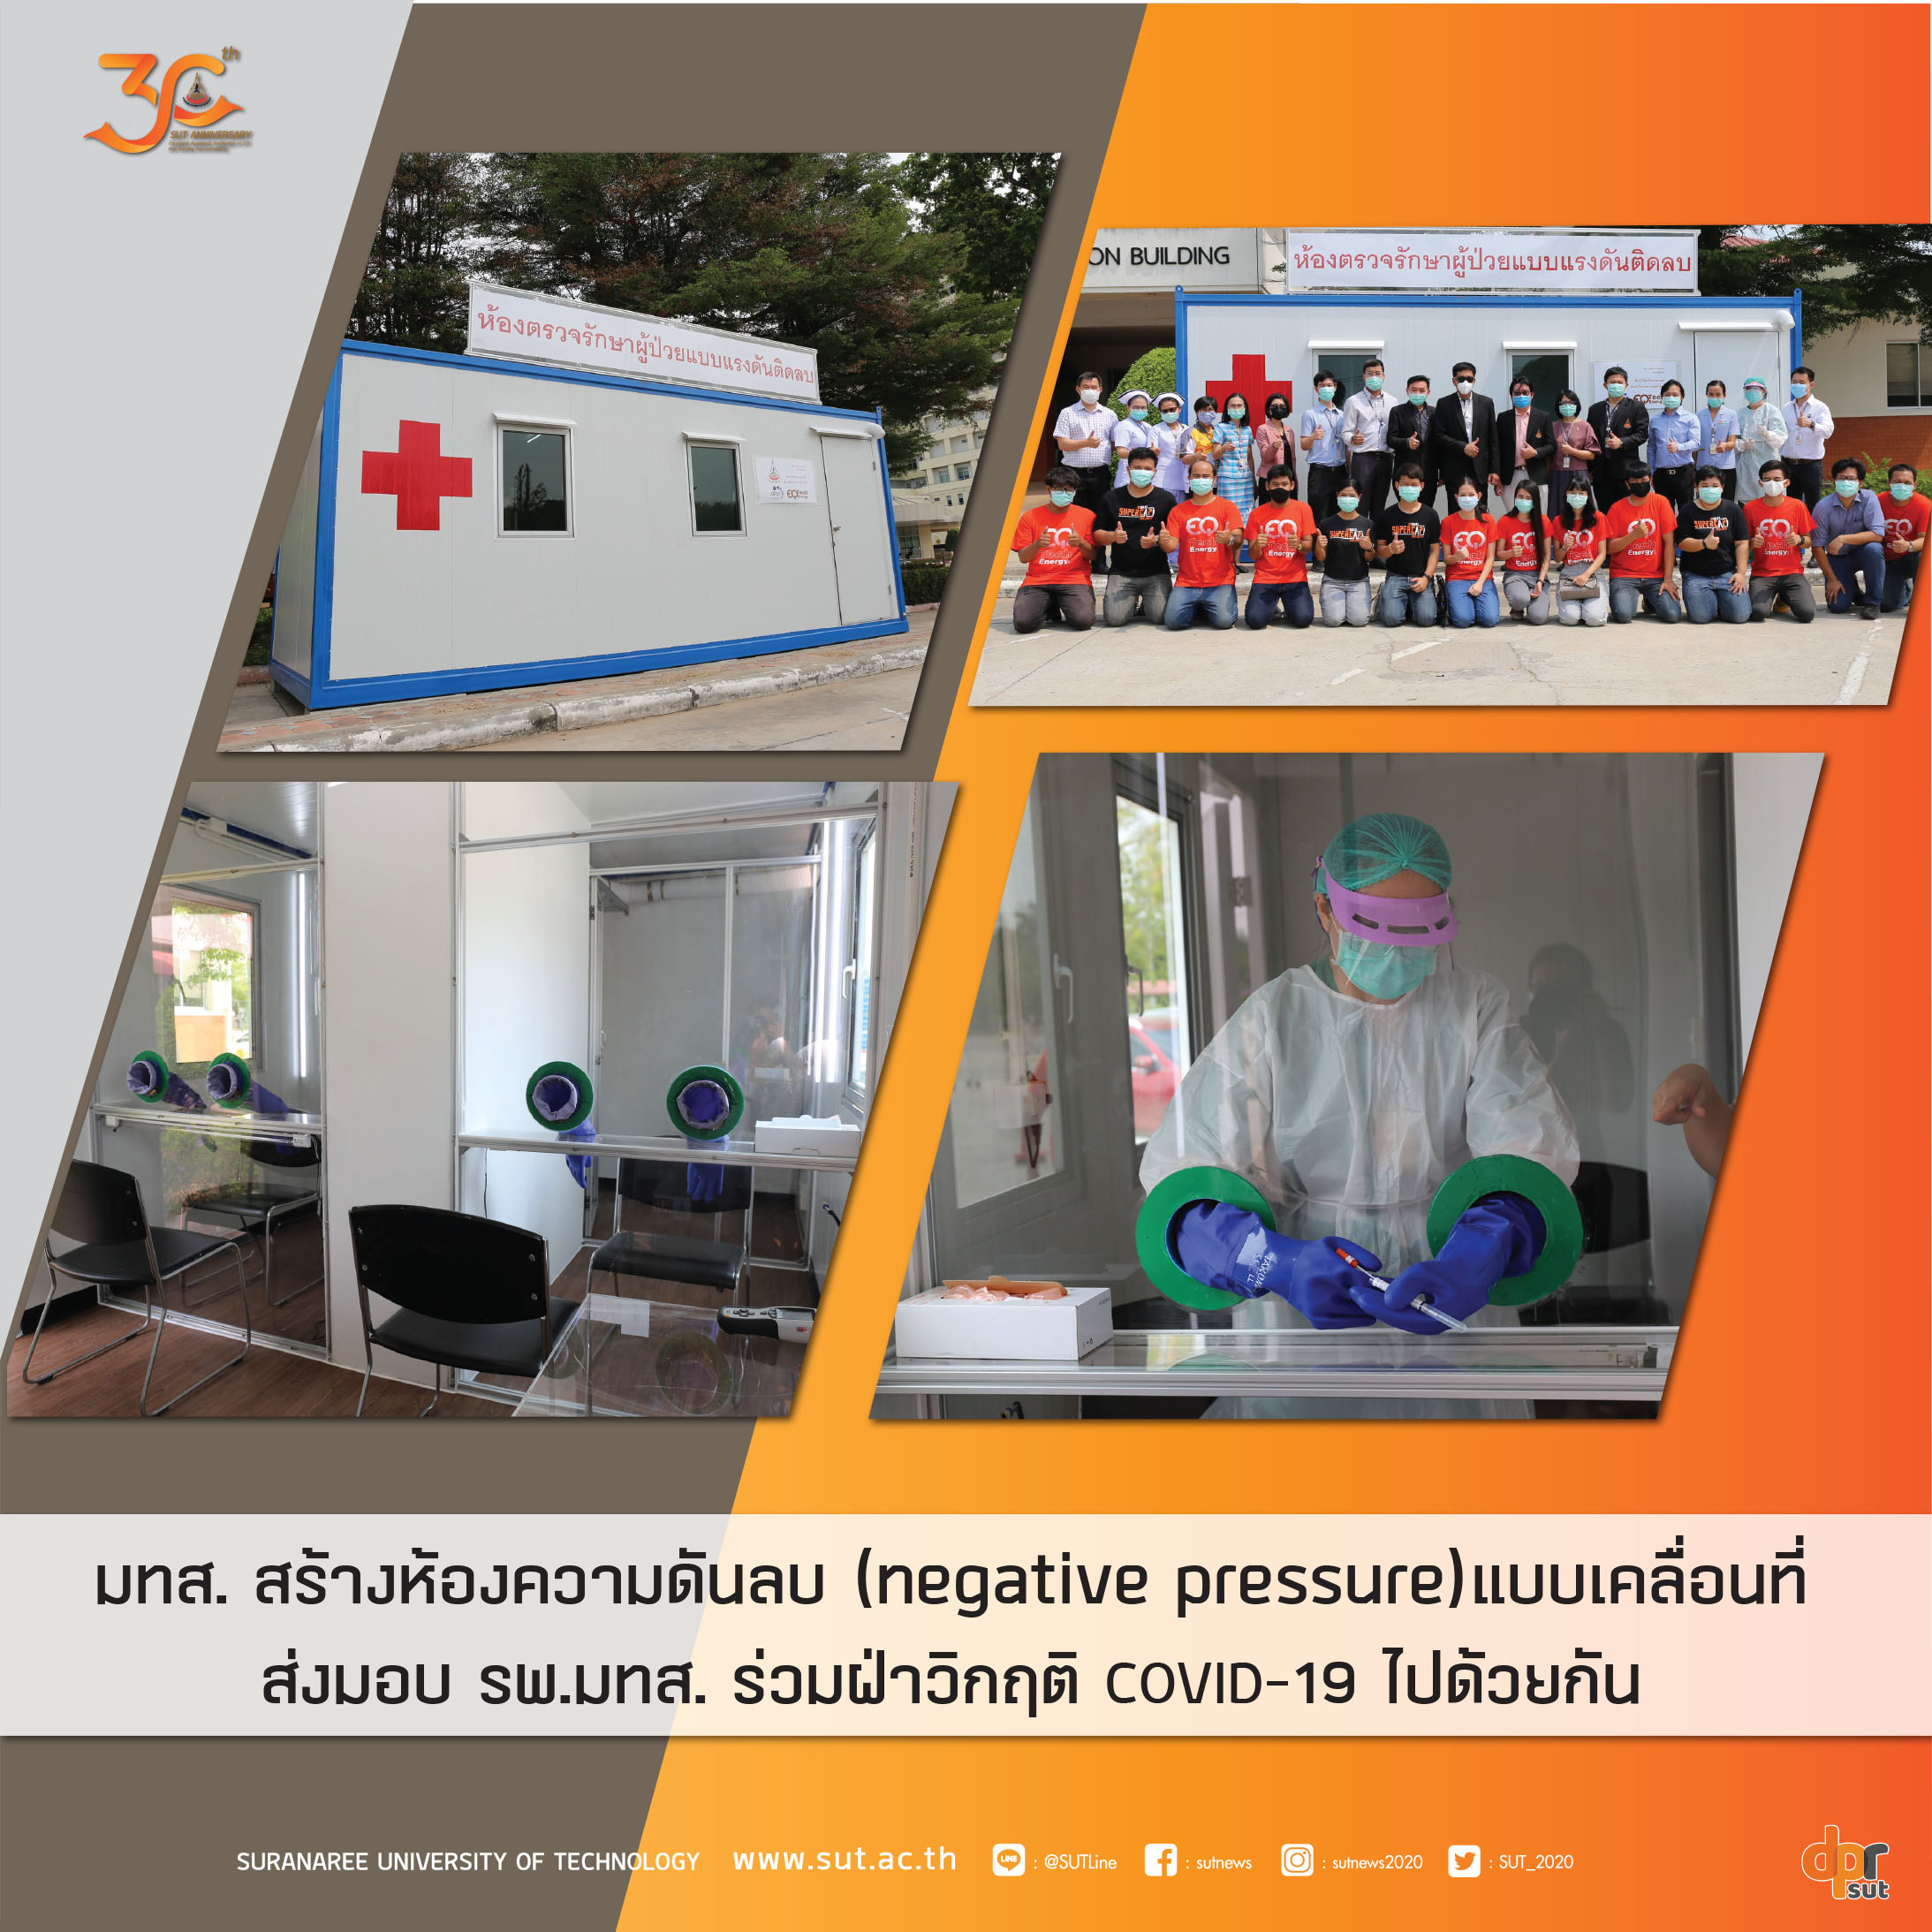 30th
SUT ANNIVERSARY
ห้องตรวจรักษาผู้ป่วยแบบแรงดันติดลบ
ON BUILDING
ห้องตรวจรักษาผู้ป่วยแบบแรงดันติดลบ
มทส. สร้างห้องความดันลบ (negative pressure)แบบเคลื่อนที่
ส่งมอบ รพ.มทส. ร่วมฝ่าวิกฤติ COVID-19 ไปด้วยกัน
SURANAREE UNIVERSITY OF TECHNOLOGY www.sut.ac.th LINE : @SUTLine : sutnews : sutnews2020 : SUT_2020
dpr
sut